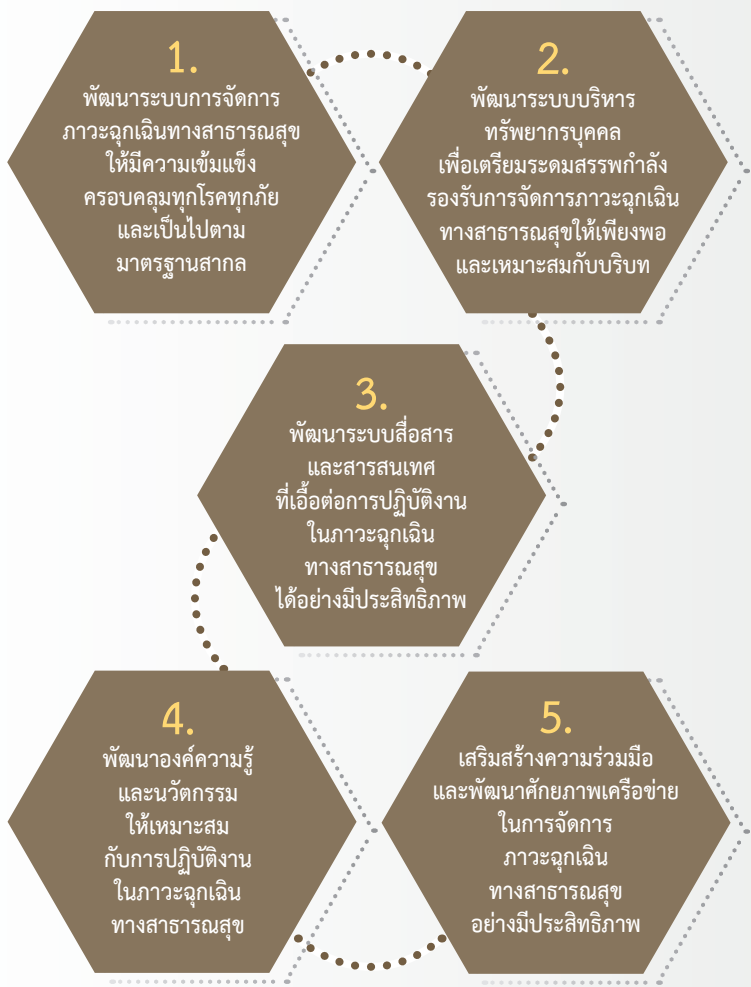 1.
พัฒนาระบบการจัดการ
ภาวะฉุกเฉินทางสาธารณสุข
ให้มีความเข้มแข็ง
ครอบคลุมทุกโรคทุกภัย
และเป็นไปตาม
มาตรฐานสากล
2.
พัฒนาระบบบริหาร
ทรัพยากรบุคคล
เพื่อเตรียมระดมสรรพกำลัง
รองรับการจัดการภาวะฉุกเฉิน
ทางสาธารณสุขให้เพียงพอ
และเหมาะสมกับบริบท
3.
พัฒนาระบบสื่อสาร
และสารสนเทศ
ที่เอื้อต่อการปฏิบัติงาน
ในภาวะฉุกเฉิน
ทางสาธารณสุข
ได้อย่างมีประสิทธิภาพ
4.
พัฒนาองค์ความรู้
และนวัตกรรม
ให้เหมาะสม
กับการปฏิบัติงาน
ในภาวะฉุกเฉิน
ทางสาธารณสุข
5.
เสริมสร้างความร่วมมือ
และพัฒนาศักยภาพเครือข่าย
ในการจัดการ
ภาวะฉุกเฉิน
ทางสาธารณสุข
อย่างมีประสิทธิภาพ